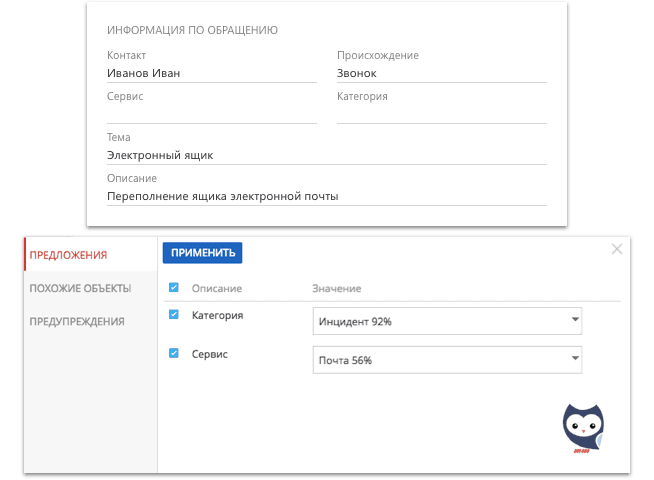 ИНФОРМАЦИЯ ПО ОБРАЩЕНИЮ
Контакт
Происхождение
Иванов Иван
Звонок
Сервис
Категория
Тема
Электронный ящик
Описание
Переполнение ящика электронной почты
ПРЕДЛОЖЕНИЯ
ПОХОЖИЕ ОБЪЕКТЫ
ПРЕДУПРЕЖДЕНИЯ
ПРИМЕНИТЬ
Описание
Значение
Категория
Инцидент 92%
Сервис
Почта 56%